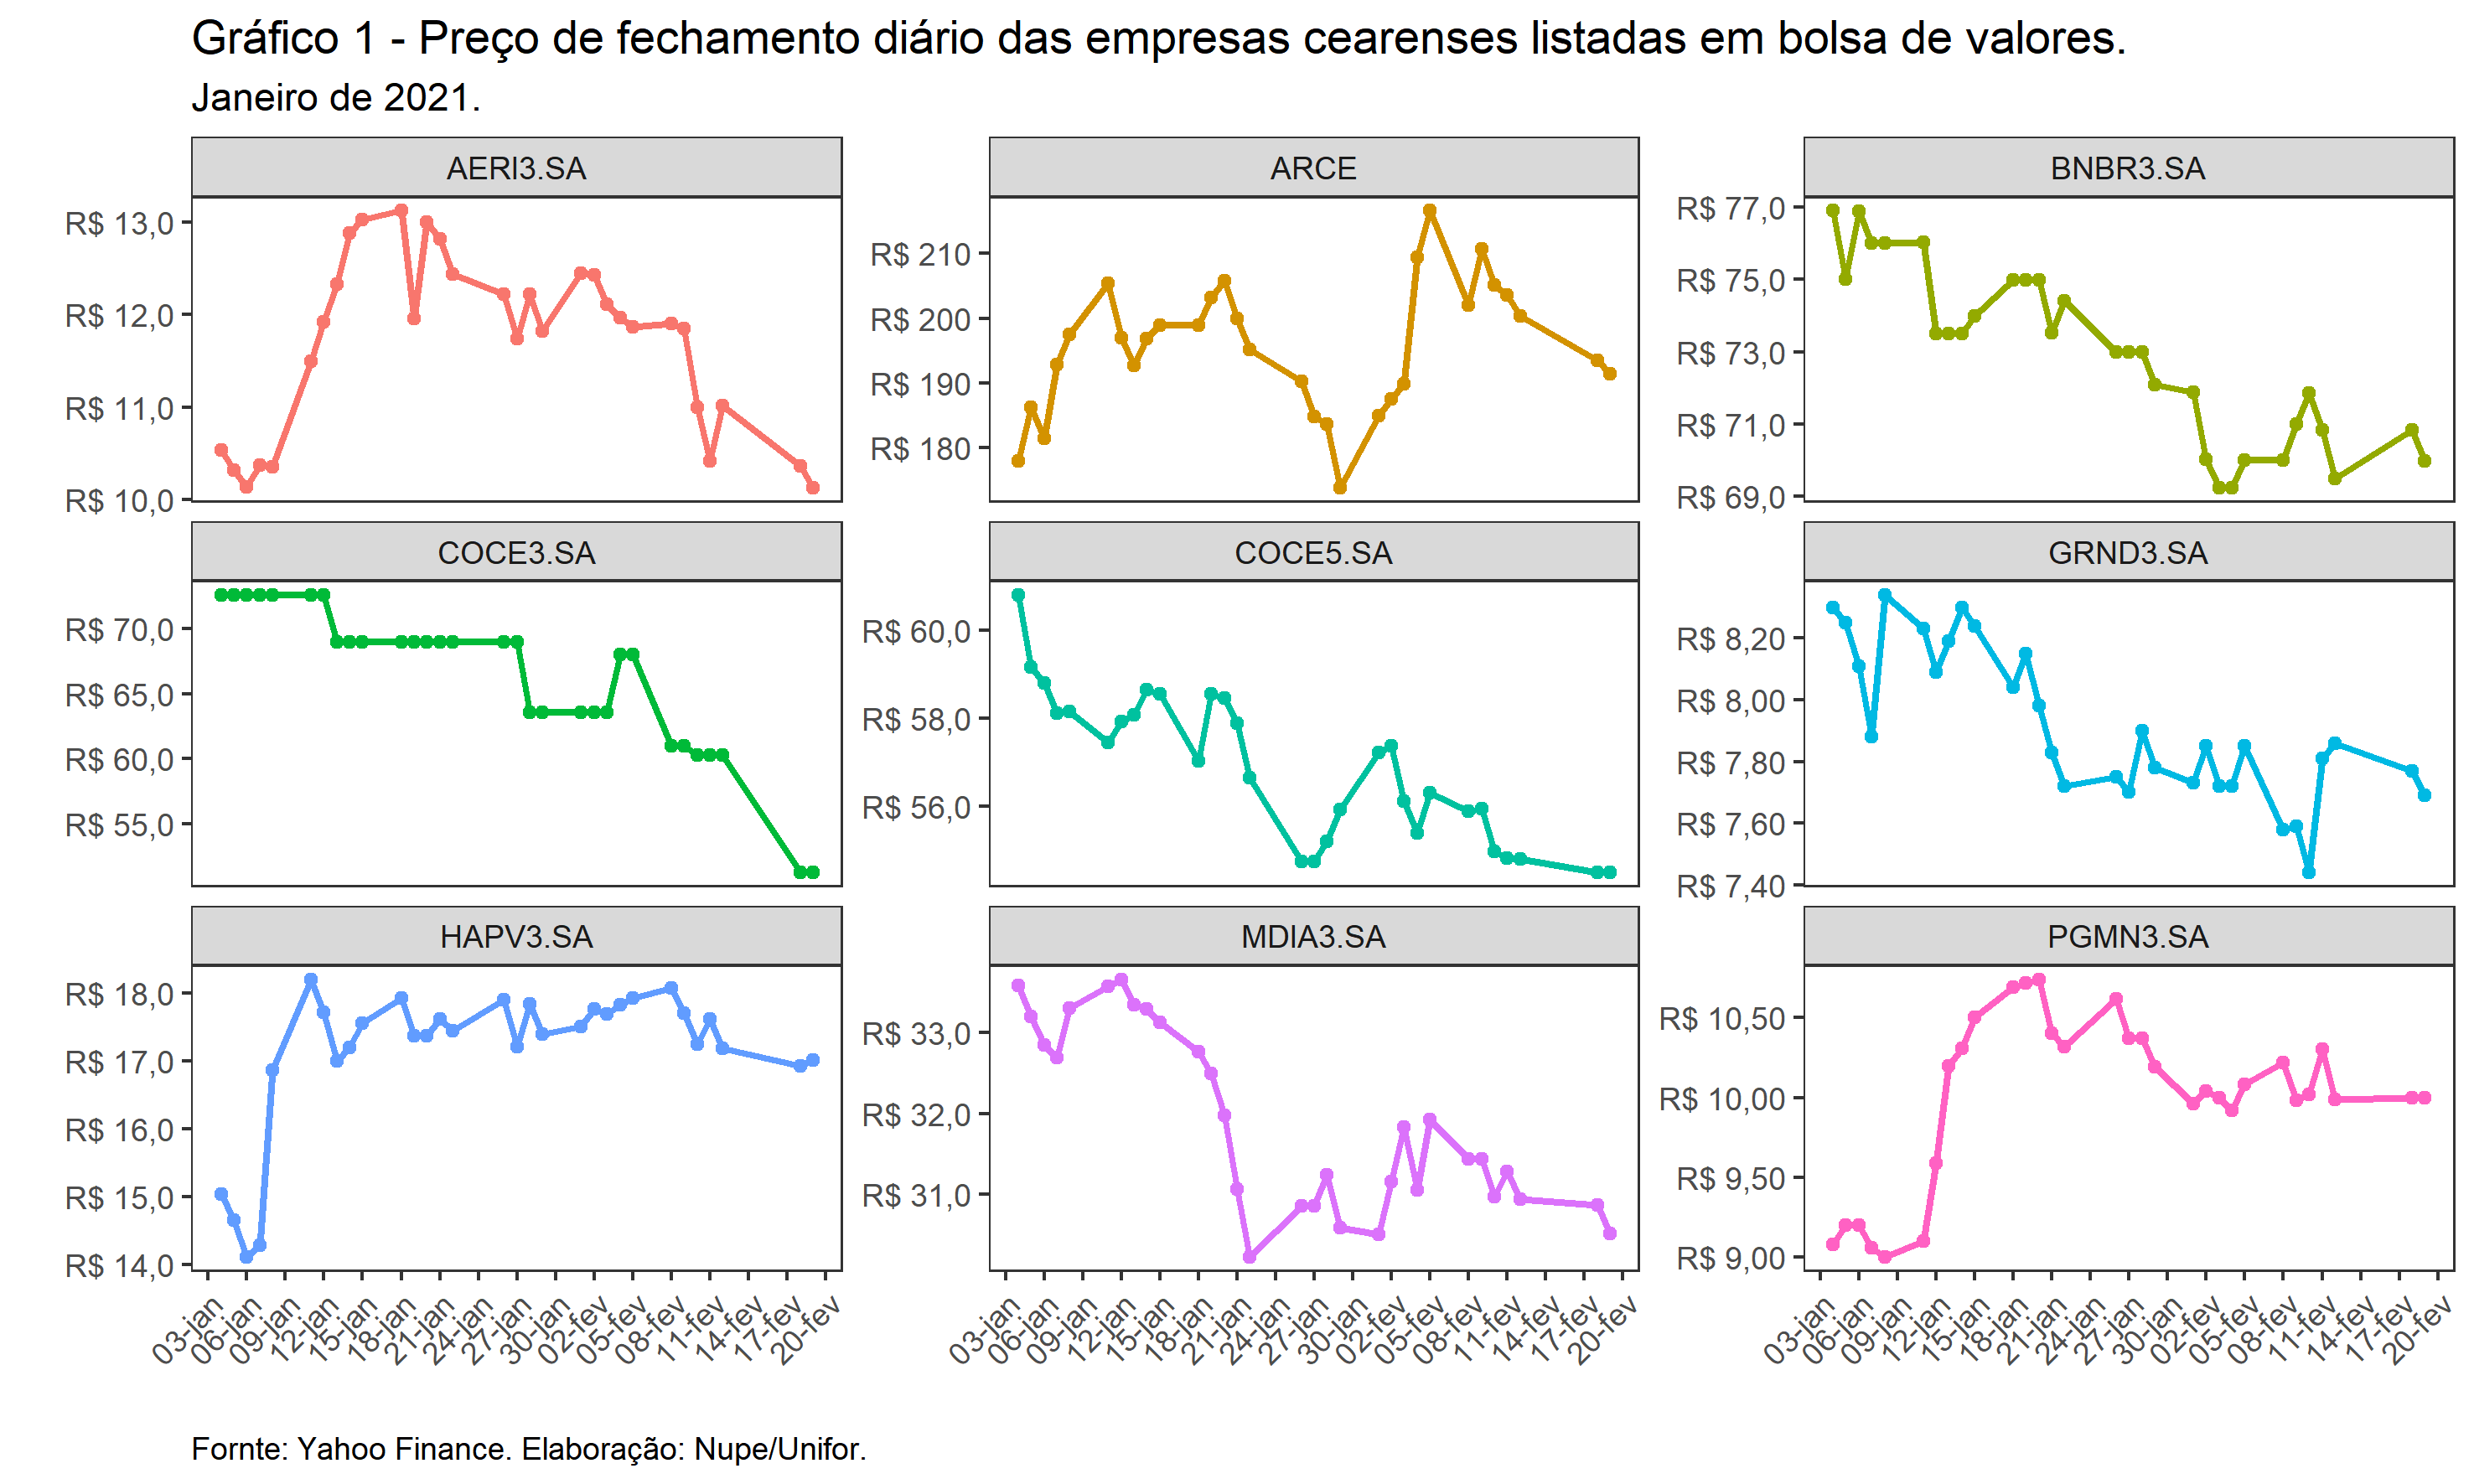 Gráfico 1 - Preço de fechamento diário das empresas cearenses listadas em bolsa de valores.
Janeiro de 2021.
AERI3.SA
R$ 13,0
R$ 12,0
R$ 11,0
R$ 10,0
ARCE
R$ 210
R$ 200
R$ 190
R$ 180
BNBR3.SA
R$ 77,0
R$ 75,0
R$ 73,0
R$ 71,0
R$ 69,0
COCE3.SA
R$ 70,0
R$ 65,0
R$ 60,0
R$ 55,0
COCE5.SA
R$ 60,0
R$ 58,0
R$ 56,0
GRND3.SA
R$ 8,20
R$ 8,00
R$ 7,80
R$ 7,60
R$ 7,40
HAPV3.SA
R$ 18,0
R$ 17,0
R$ 16,0
R$ 15,0
R$ 14,0
03-jan 06-jan 09-jan 12-jan 15-jan 18-jan 21-jan 24-jan 27-jan 30-jan 02-fev 05-fev 08-fev 11-fev 14-fev 17-fev 20-fev
MDIA3.SA
R$ 33,0
R$ 32,0
R$ 31,0
03-jan 06-jan 09-jan 12-jan 15-jan 18-jan 21-jan 24-jan 27-jan 30-jan 02-fev 05-fev 08-fev 11-fev 14-fev 17-fev 20-fev
PGMN3.SA
R$ 10,50
R$ 10,00
R$ 9,50
R$ 9,00
03-jan 06-jan 09-jan 12-jan 15-jan 18-jan 21-jan 24-jan 27-jan 30-jan 02-fev 05-fev 08-fev 11-fev 14-fev 17-fev 20-fev
Fornte: Yahoo Finance. Elaboração: Nupe/Unifor.